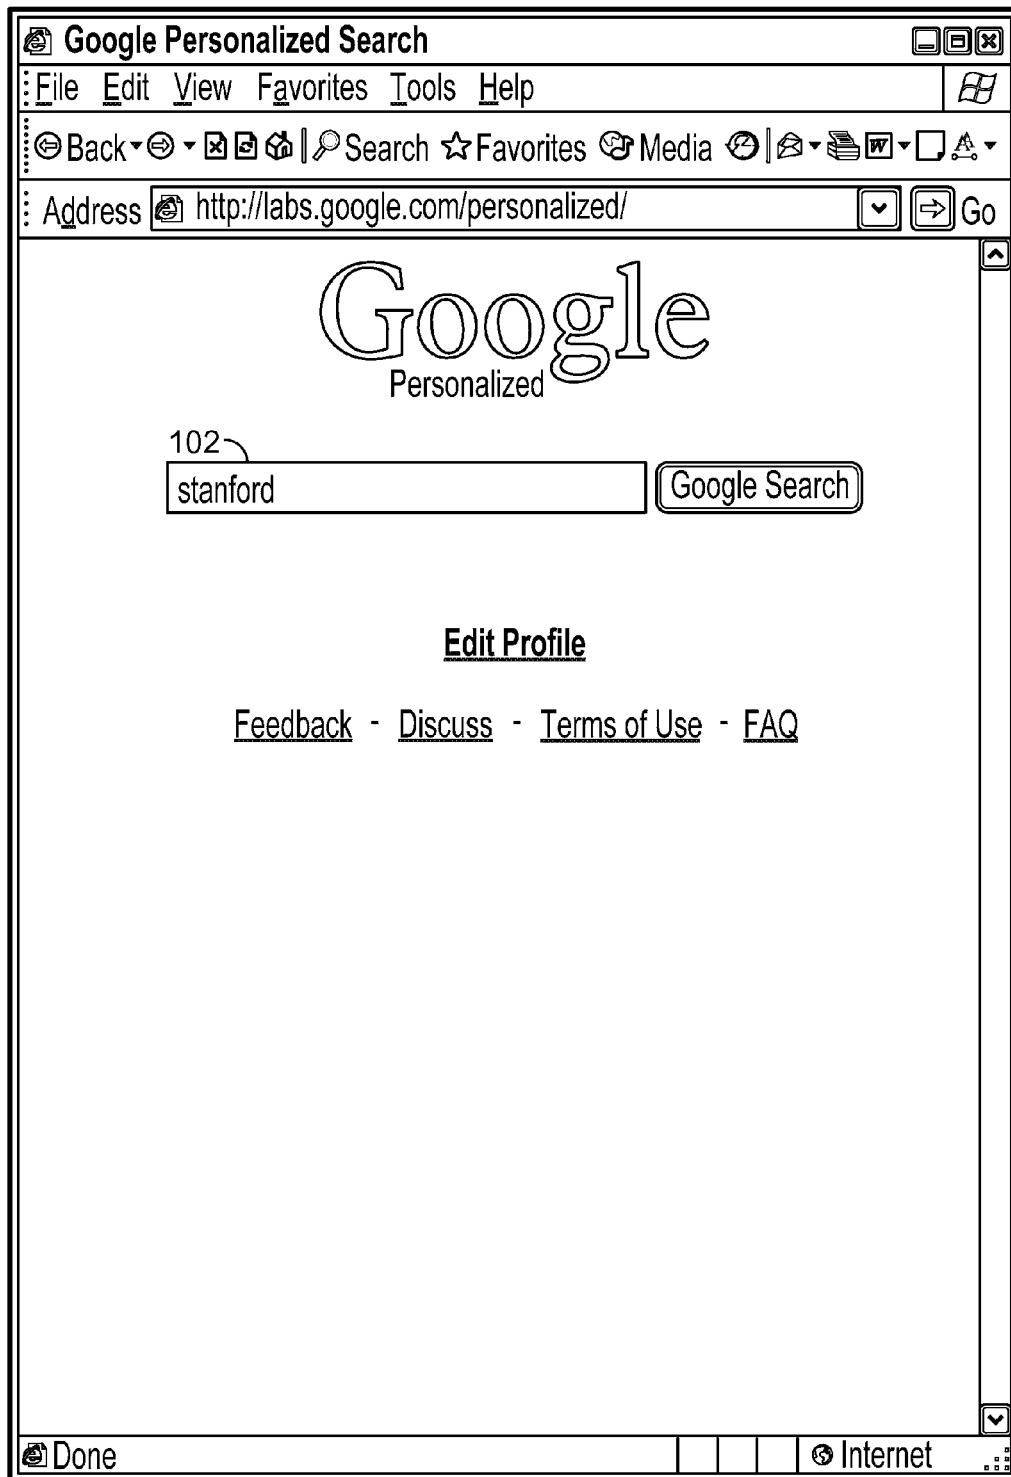 Google Personalized Search
File Edit View Favorites Tools Help
Back Search Favorites Media W
Address http://labs.google.com/personalized/ Go
Google
Personalized
102
stanford Google Search
Edit Profile
Feedback - Discuss - Terms of Use - FAQ
Done Internet